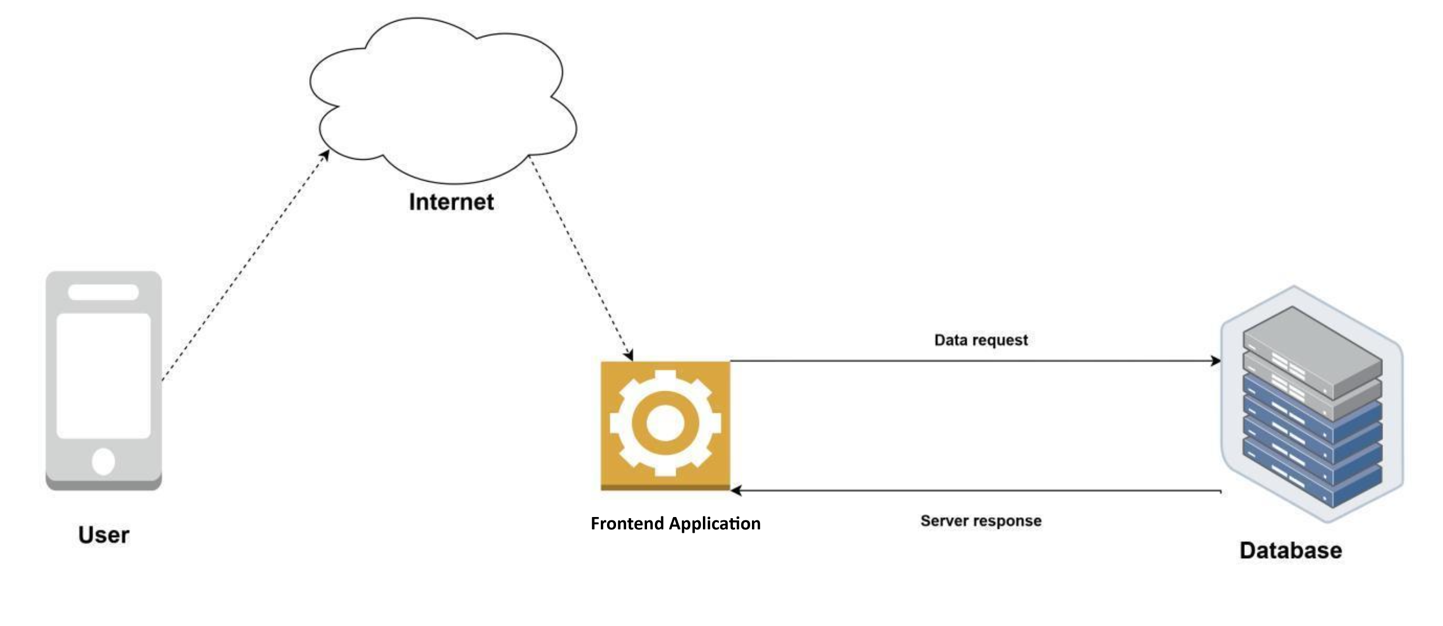 Internet
Data request
Server response
User
Frontend Application
Database